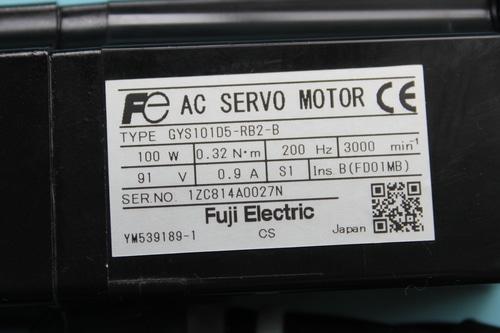 Fe AC SERVO MOTOR CE
TYPE GYS101D5-RB2-B
100 W 0.32 N·m 200 Hz 3000 min⁻¹
91 V 0.9 A S1 Ins. B(FD01MB)
SER.NO. 1ZC814A0027N
Fuji Electric
YM539189-1 CS Japan